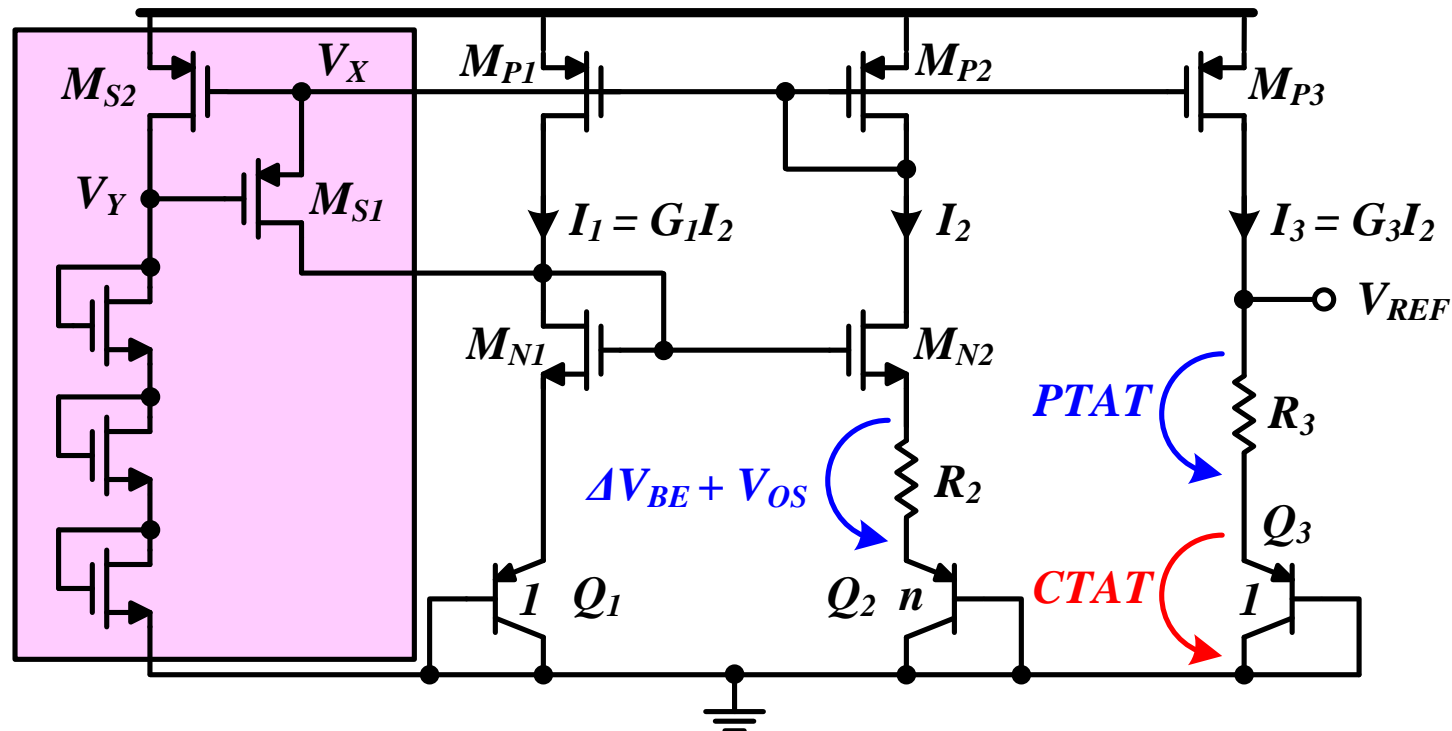 M_S2
V_X
M_P1
M_P2
M_P3
V_Y
M_S1
I_1 = G_1I_2
I_2
I_3 = G_3I_2
V_REF
M_N1
M_N2
PTAT
R_3
ΔV_BE + V_OS
R_2
Q_3
1 Q_1
Q_2 n
CTAT
1